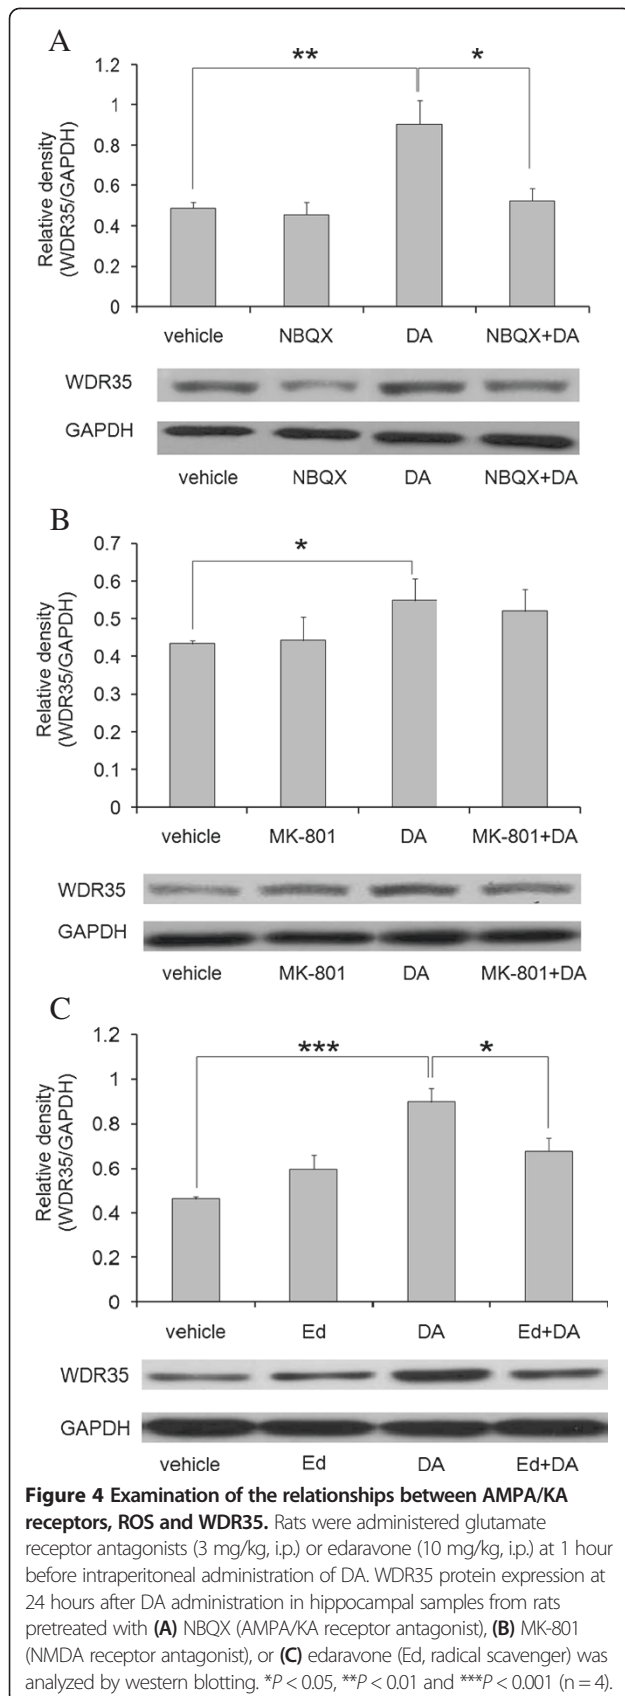 A
** *
1.2
1
0.8
0.6
0.4
0.2
0
Relative density
(WDR35/GAPDH)
vehicle NBQX DA NBQX+DA
WDR35
GAPDH
vehicle NBQX DA NBQX+DA
B
*
0.7
0.6
0.5
0.4
0.3
0.2
0.1
0
Relative density
(WDR35/GAPDH)
vehicle MK-801 DA MK-801+DA
WDR35
GAPDH
vehicle MK-801 DA MK-801+DA
C
*** *
1.2
1
0.8
0.6
0.4
0.2
0
Relative density
(WDR35/GAPDH)
vehicle Ed DA Ed+DA
WDR35
GAPDH
vehicle Ed DA Ed+DA
Figure 4 Examination of the relationships between AMPA/KA
receptors, ROS and WDR35. Rats were administered glutamate
receptor antagonists (3 mg/kg, i.p.) or edaravone (10 mg/kg, i.p.) at 1 hour
before intraperitoneal administration of DA. WDR35 protein expression at
24 hours after DA administration in hippocampal samples from rats
pretreated with (A) NBQX (AMPA/KA receptor antagonist), (B) MK-801
(NMDA receptor antagonist), or (C) edaravone (Ed, radical scavenger) was
analyzed by western blotting. *P < 0.05, **P < 0.01 and ***P < 0.001 (n = 4).